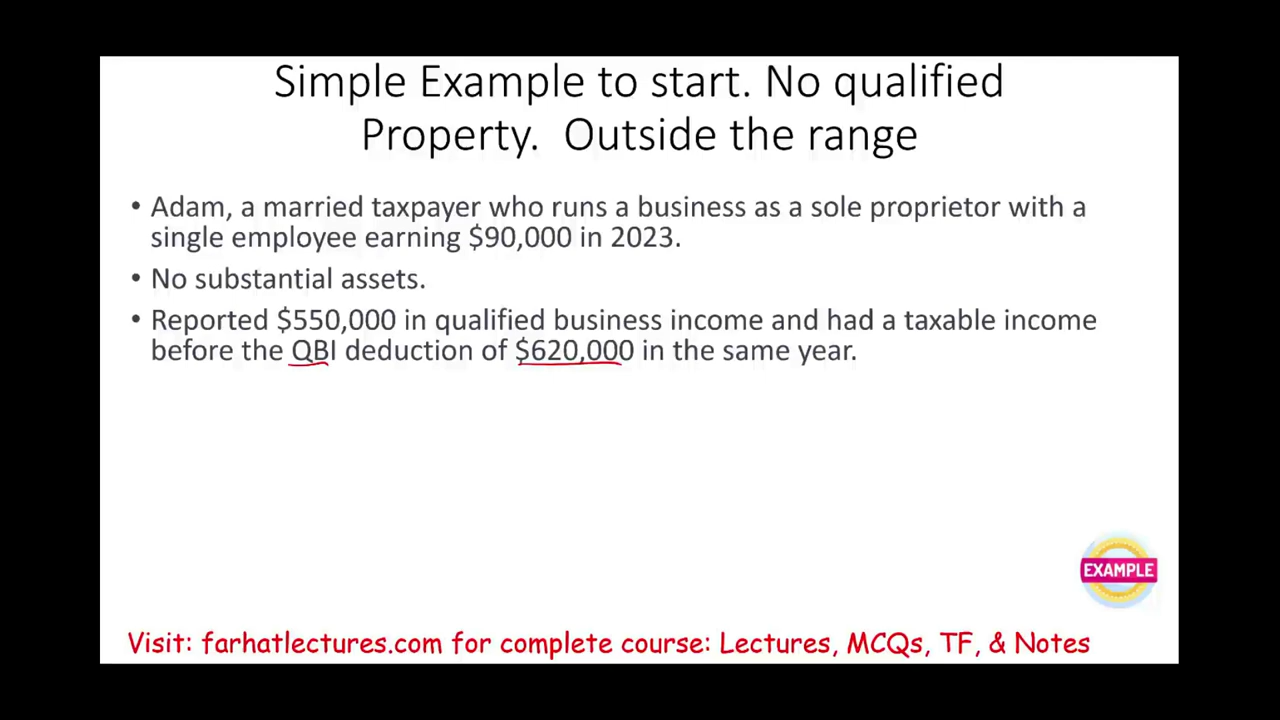 Simple Example to start. No qualified
Property.  Outside the range
• Adam, a married taxpayer who runs a business as a sole proprietor with a
single employee earning $90,000 in 2023.
• No substantial assets.
• Reported $550,000 in qualified business income and had a taxable income
before the QBI deduction of $620,000 in the same year.
EXAMPLE
Visit: farhatlectures.com for complete course: Lectures, MCQs, TF, & Notes